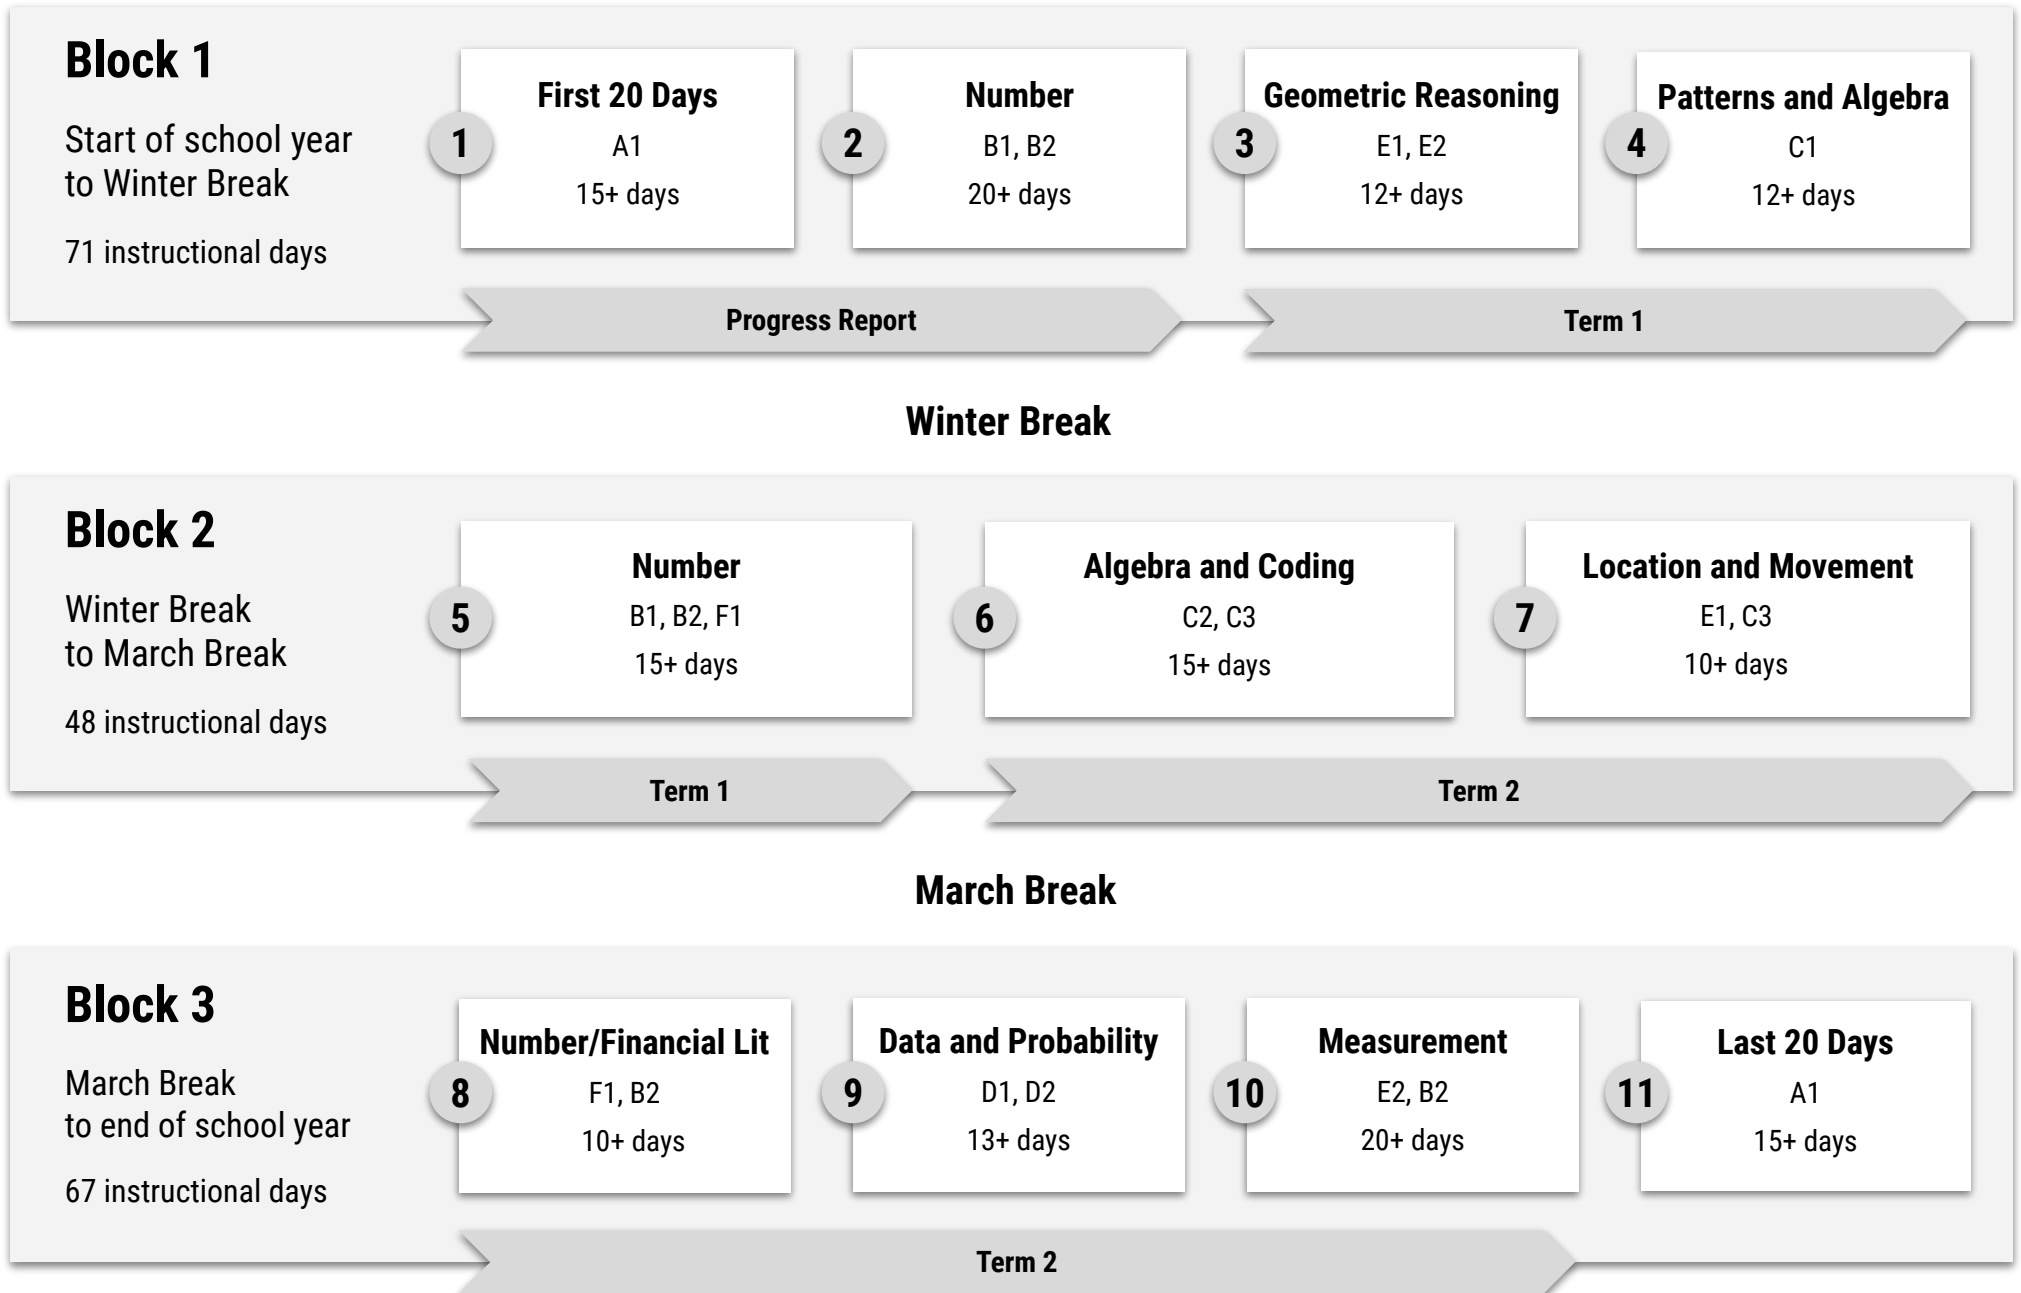 Block 1
Start of school year
to Winter Break
71 instructional days
1
First 20 Days
A1
15+ days
2
Number
B1, B2
20+ days
3
Geometric Reasoning
E1, E2
12+ days
4
Patterns and Algebra
C1
12+ days
Progress Report
Term 1
Winter Break
Block 2
Winter Break
to March Break
48 instructional days
5
Number
B1, B2, F1
15+ days
6
Algebra and Coding
C2, C3
15+ days
7
Location and Movement
E1, C3
10+ days
Term 1
Term 2
March Break
Block 3
March Break
to end of school year
67 instructional days
8
Number/Financial Lit
F1, B2
10+ days
9
Data and Probability
D1, D2
13+ days
10
Measurement
E2, B2
20+ days
11
Last 20 Days
A1
15+ days
Term 2